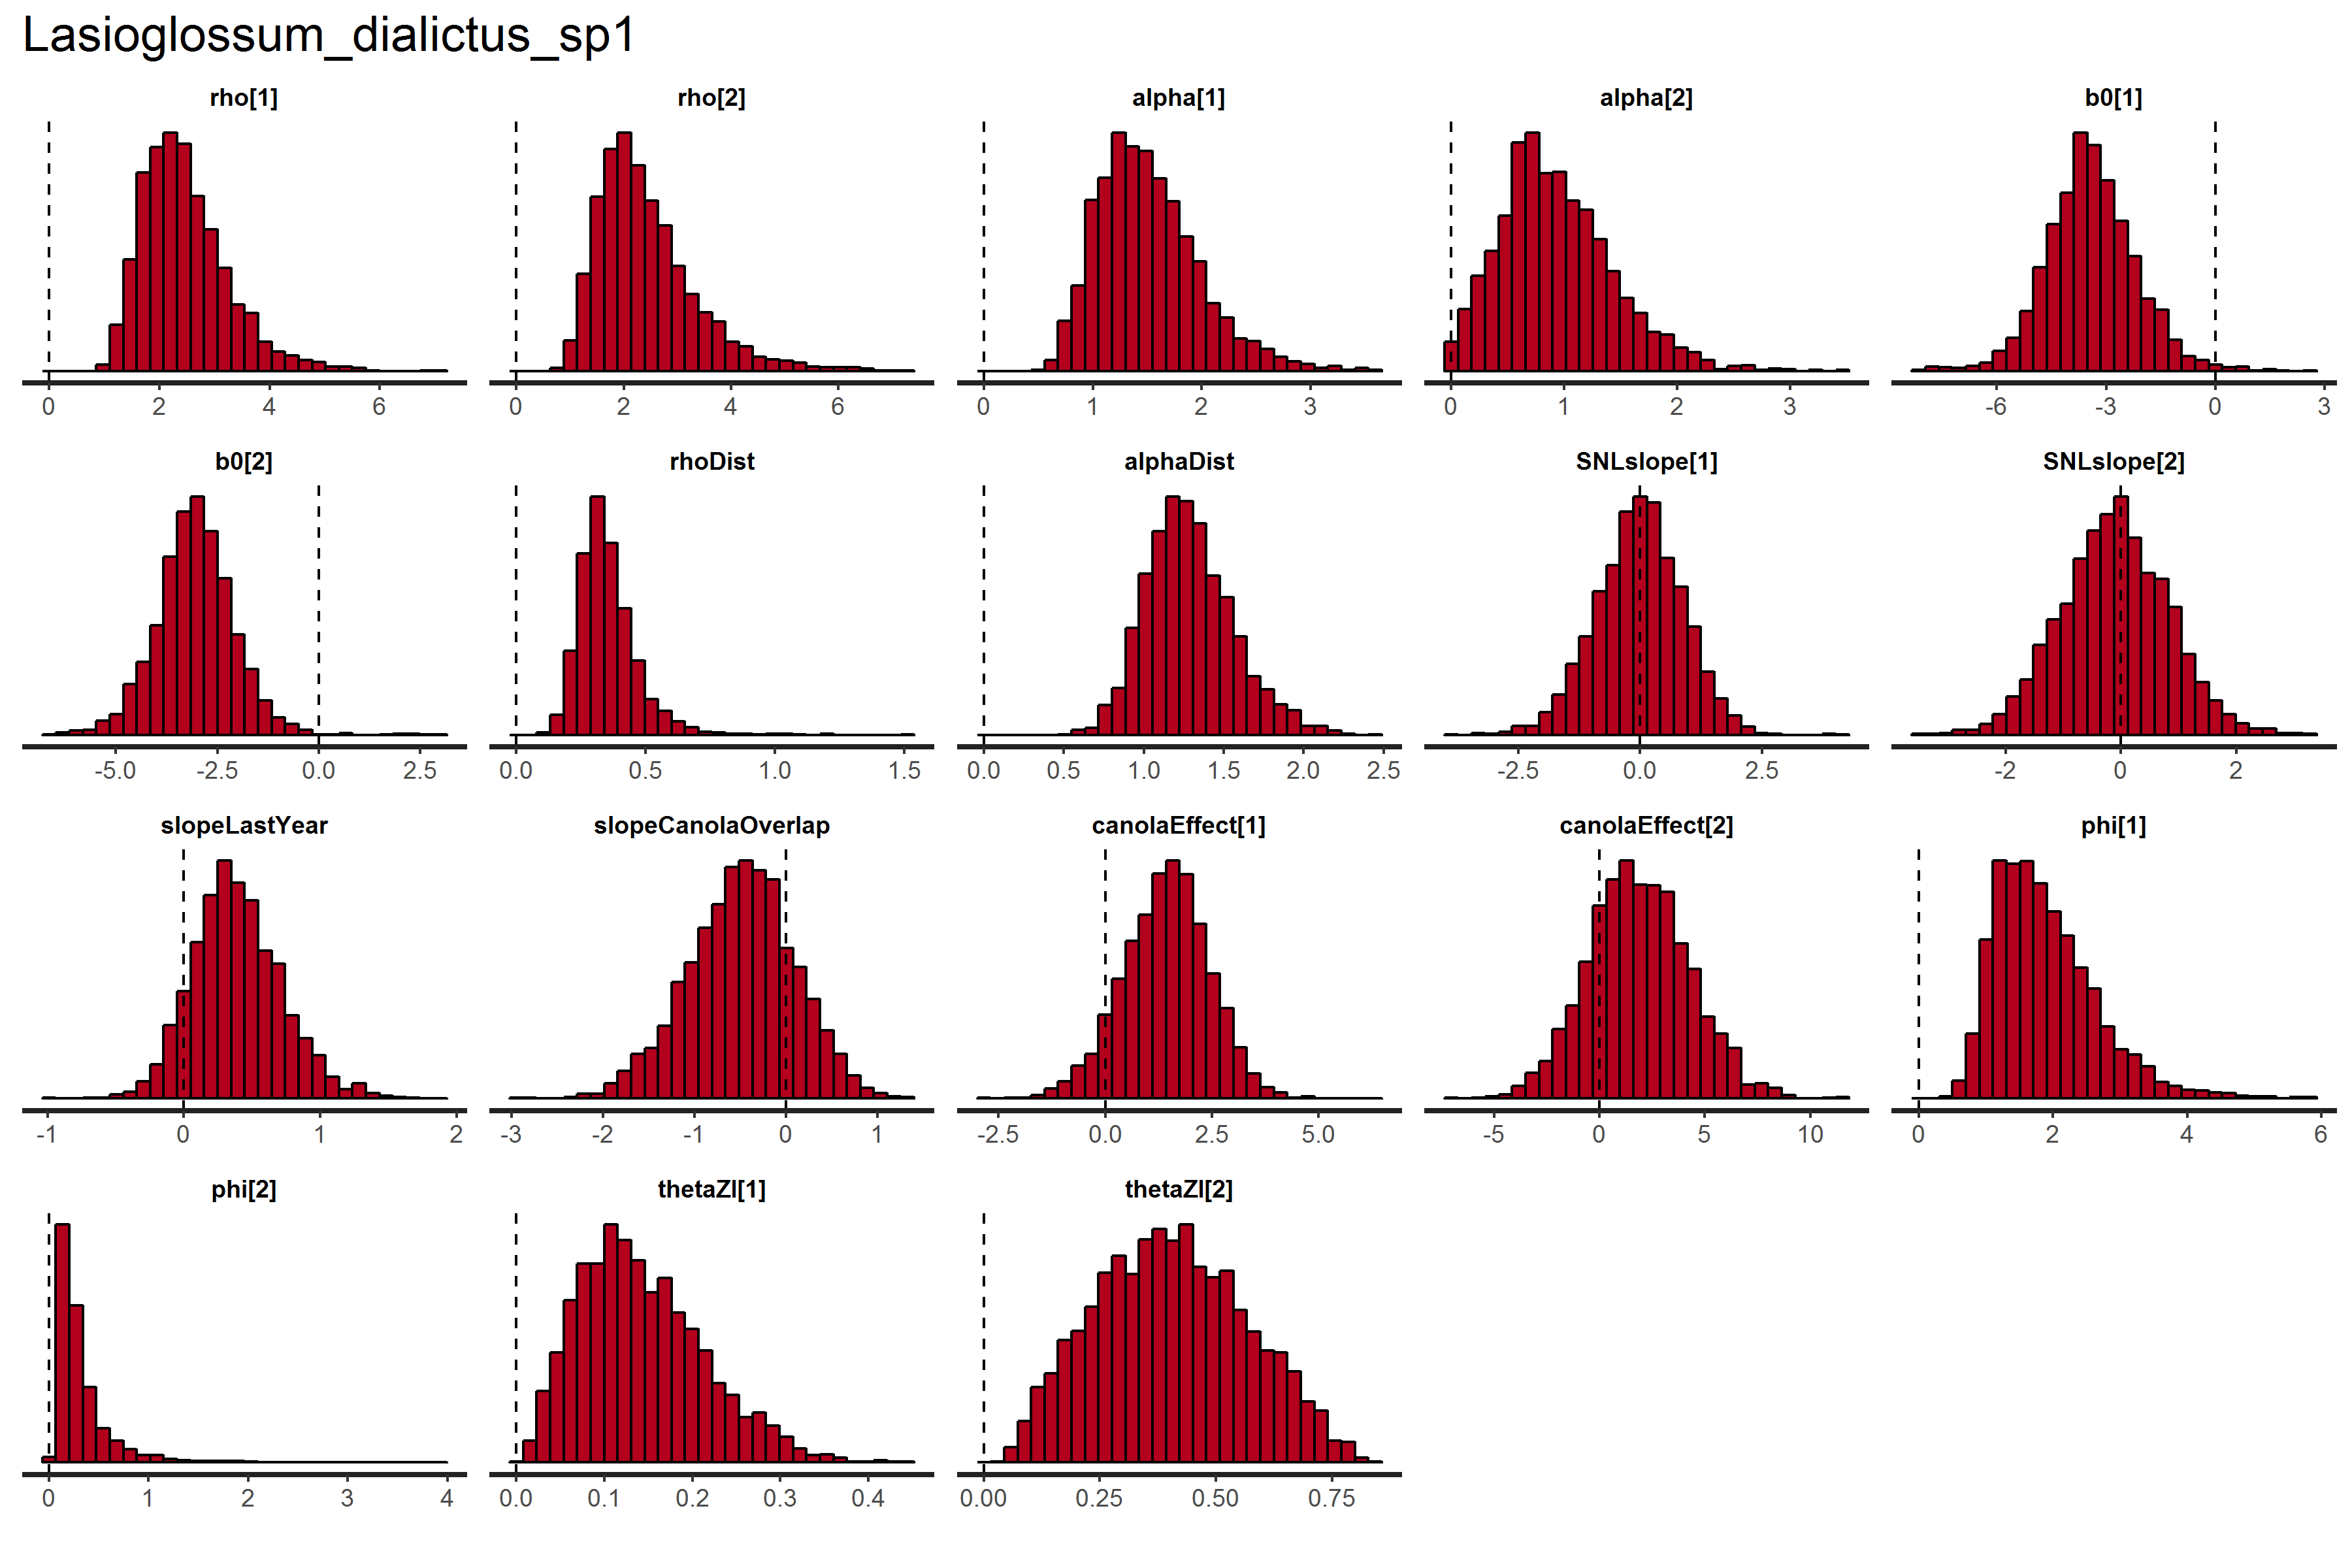 Lasioglossum_dialictus_sp1
rho[1] rho[2] alpha[1] alpha[2] b0[1]
0 2 4 6 0 2 4 6 0 1 2 3 0 1 2 3 -6 -3 0 3
b0[2] rhoDist alphaDist SNLslope[1] SNLslope[2]
-5.0 -2.5 0.0 2.5 0.0 0.5 1.0 1.5 0.0 0.5 1.0 1.5 2.0 2.5 -2.5 0.0 2.5 -2 0 2
slopeLastYear slopeCanolaOverlap canolaEffect[1] canolaEffect[2] phi[1]
-1 0 1 2 -3 -2 -1 0 1 -2.5 0.0 2.5 5.0 -5 0 5 10 0 2 4 6
phi[2] thetaZI[1] thetaZI[2]
0 1 2 3 4 0.0 0.1 0.2 0.3 0.4 0.00 0.25 0.50 0.75